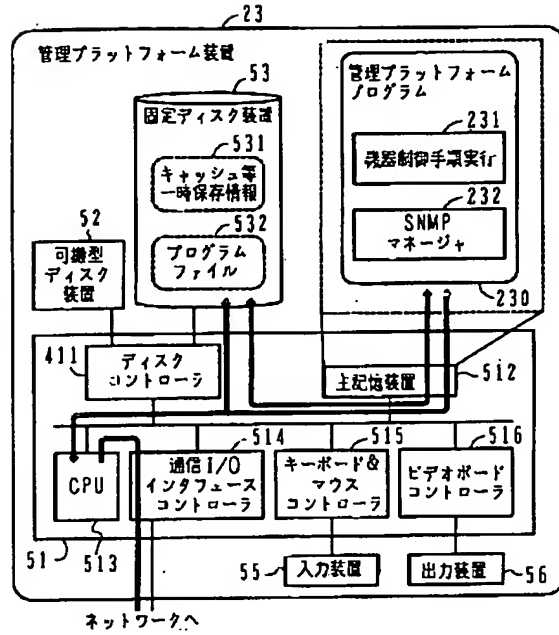 23
管理プラットフォーム装置
53
固定ディスク装置
531
キャッシュ等
一時保存情報
532
プログラム
ファイル
52
可搬型
ディスク
装置
管理プラットフォーム
プログラム
231
機器制御手順実行
232
SNMP
マネージャ
230
411
ディスク
コントローラ
主記憶装置
512
CPU
513
514
通信I/O
インタフェース
コントローラ
515
キーボード&
マウス
コントローラ
516
ビデオボード
コントローラ
51
55
入力装置
出力装置
56
ネットワークへ